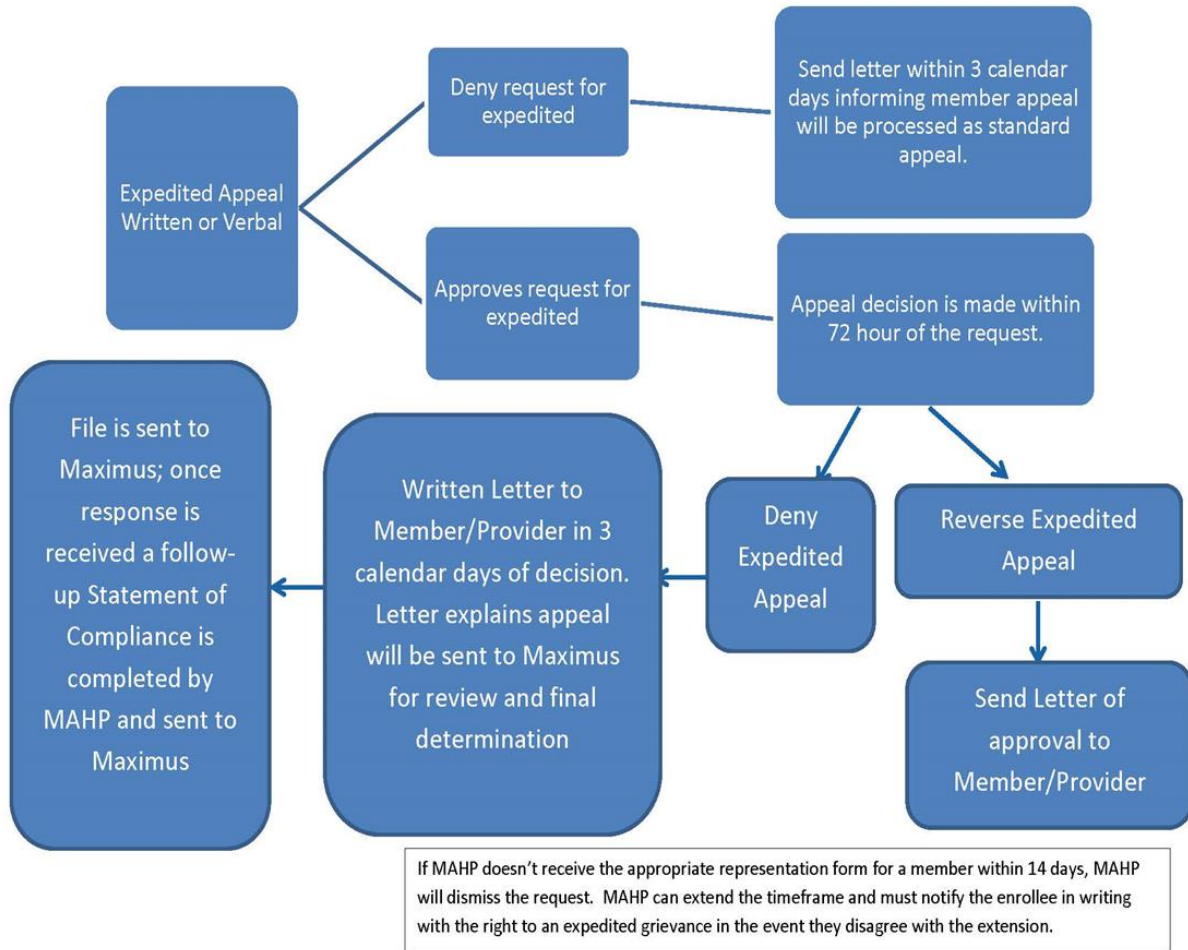 Deny request for
expedited
Send letter within 3 calendar
days informing member appeal
will be processed as standard
appeal.
Expedited Appeal
Written or Verbal
Approves request for
expedited
Appeal decision is made within
72 hour of the request.
File is sent to
Maximus; once
response is
received a follow-
up Statement of
Compliance is
completed by
MAHP and sent to
Maximus
Written Letter to
Member/Provider in 3
calendar days of decision.
Letter explains appeal
will be sent to Maximus
for review and final
determination
Deny
Expedited
Appeal
Reverse Expedited
Appeal
Send Letter of
approval to
Member/Provider
If MAHP doesn’t receive the appropriate representation form for a member within 14 days, MAHP
will dismiss the request.  MAHP can extend the timeframe and must notify the enrollee in writing
with the right to an expedited grievance in the event they disagree with the extension.